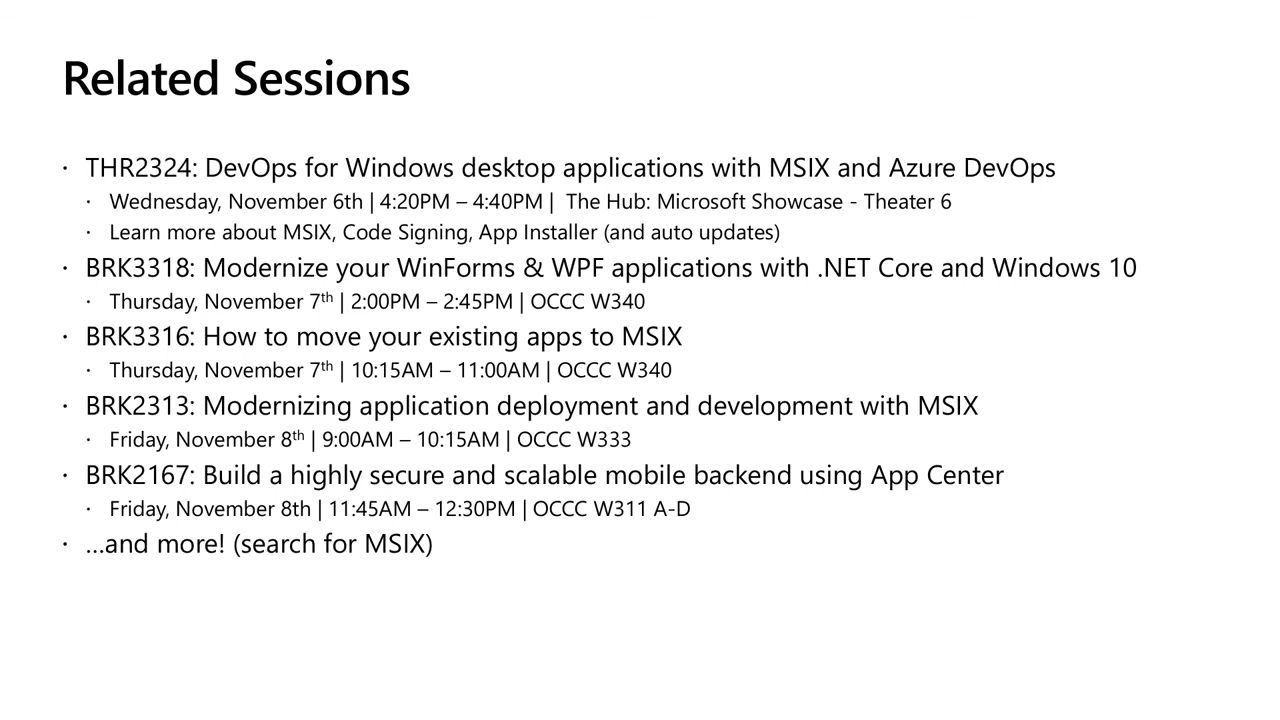 Related Sessions
· THR2324: DevOps for Windows desktop applications with MSIX and Azure DevOps
· Wednesday, November 6th | 4:20PM – 4:40PM |  The Hub: Microsoft Showcase - Theater 6
· Learn more about MSIX, Code Signing, App Installer (and auto updates)
· BRK3318: Modernize your WinForms & WPF applications with .NET Core and Windows 10
· Thursday, November 7th | 2:00PM – 2:45PM | OCCC W340
· BRK3316: How to move your existing apps to MSIX
· Thursday, November 7th | 10:15AM – 11:00AM | OCCC W340
· BRK2313: Modernizing application deployment and development with MSIX
· Friday, November 8th | 9:00AM – 10:15AM | OCCC W333
· BRK2167: Build a highly secure and scalable mobile backend using App Center
· Friday, November 8th | 11:45AM – 12:30PM | OCCC W311 A-D
· …and more! (search for MSIX)